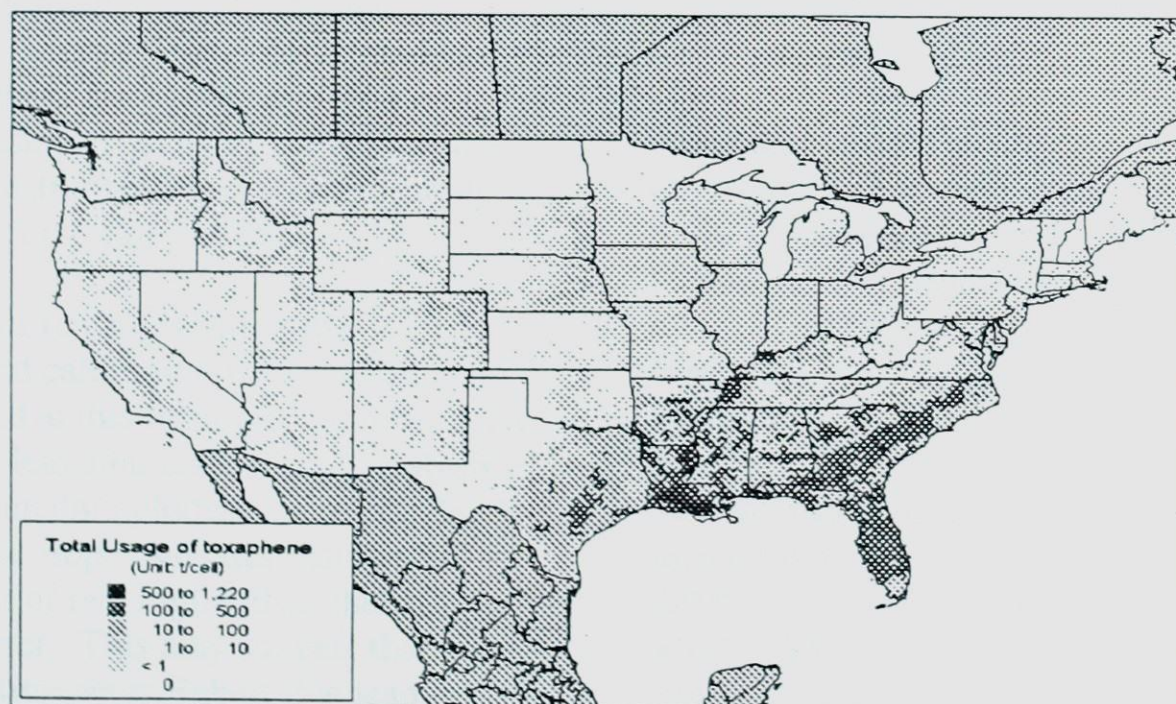 Total Usage of toxaphene
(Unit: t/cell)
500 to 1,220
100 to 500
10 to 100
1 to 10
< 1
0